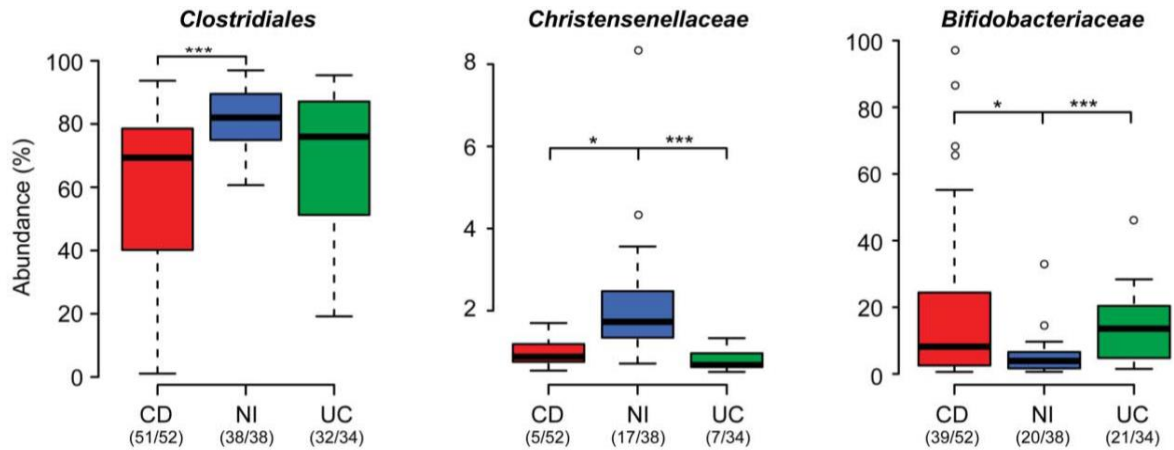 Clostridiales
Christensenellaceae
Bifidobacteriaceae
Abundance (%)
100
80
60
40
20
0
***
CD
NI
UC
(51/52)
(38/38)
(32/34)
8
6
4
2
*
***
CD
NI
UC
(5/52)
(17/38)
(7/34)
100
80
60
40
20
0
*
***
CD
NI
UC
(39/52)
(20/38)
(21/34)